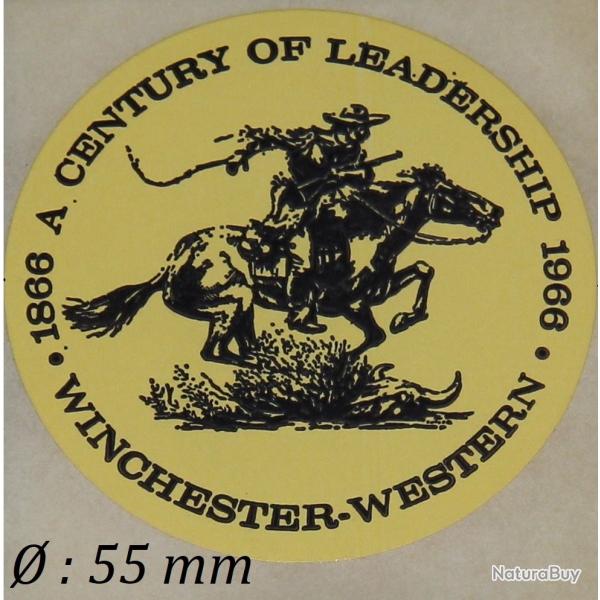 1866 A CENTURY OF LEADERSHIP 1966
• WINCHESTER-WESTERN •
Ø : 55 mm
NaturaBuy